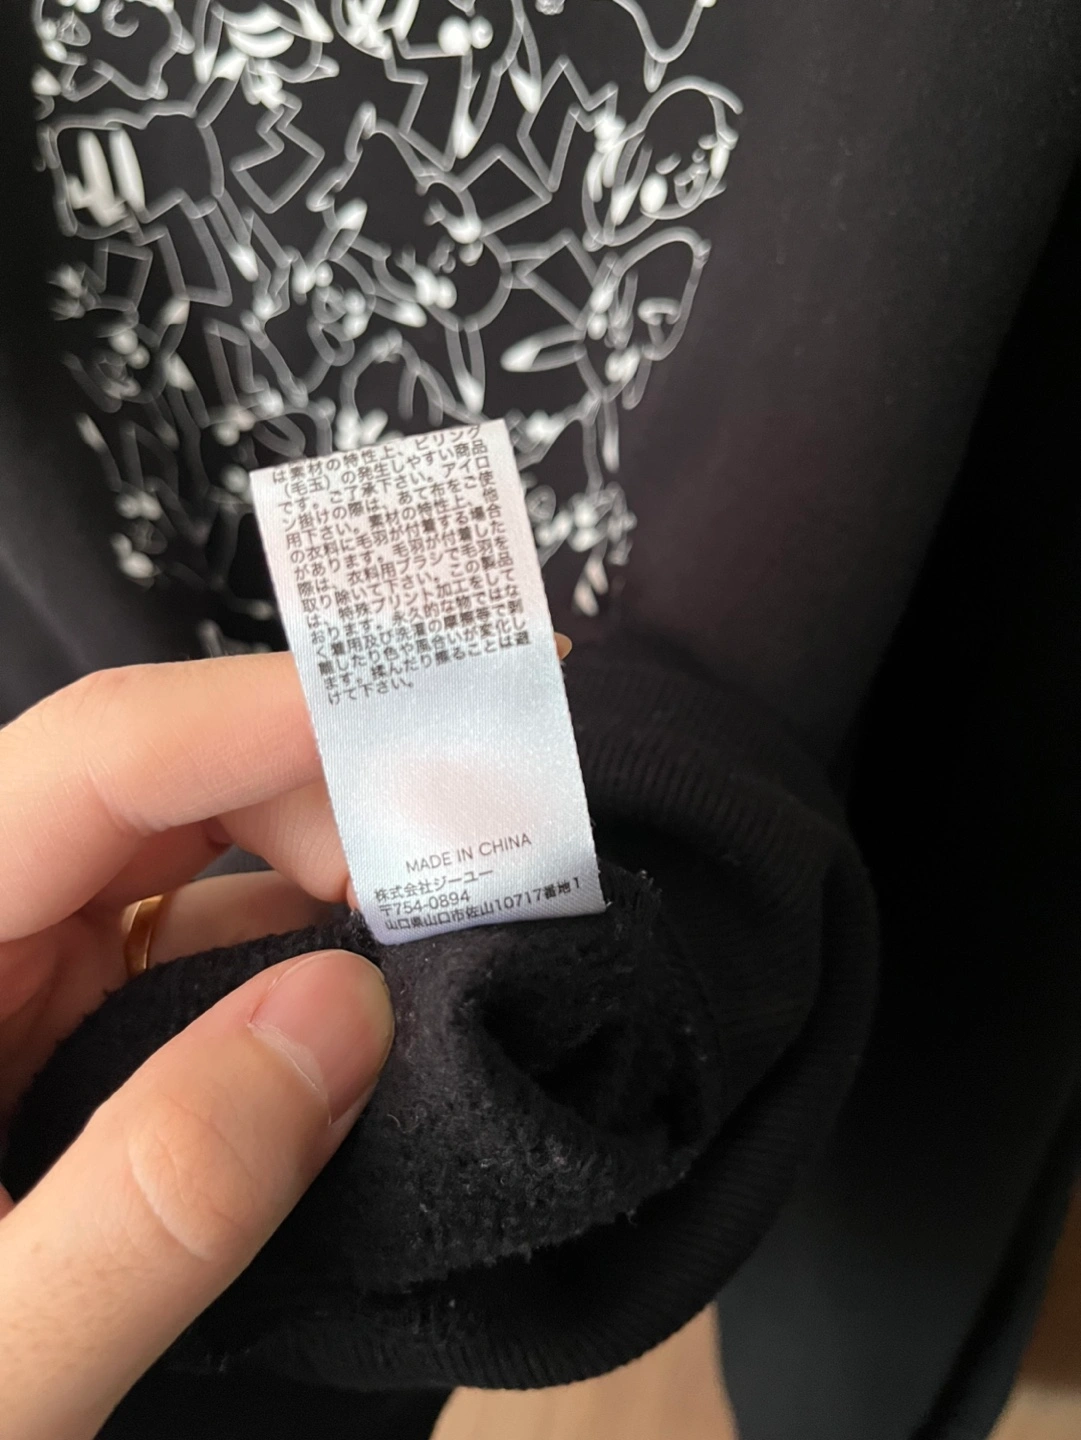 は素材の特性上、ピリング
(毛玉)の発生しやすい商品
です。ご了承下さい。アイロ
ン掛けの際は、あて布をご使
用下さい。素材の特性上、他
の衣料に毛羽が付着する場合
があります。毛羽が付着した
際は、衣料用ブラシで毛羽を
取り除いて下さい。この製品
は、特殊プリント加工をして
おります。永久的な物ではな
く着用及び洗濯の摩擦等で剥
離したり色や風合いが変化し
ます。揉んだり擦ることは避
けて下さい。
MADE IN CHINA
株式会社ジーユー
〒754-0894
山口県山口市佐山10717番地1